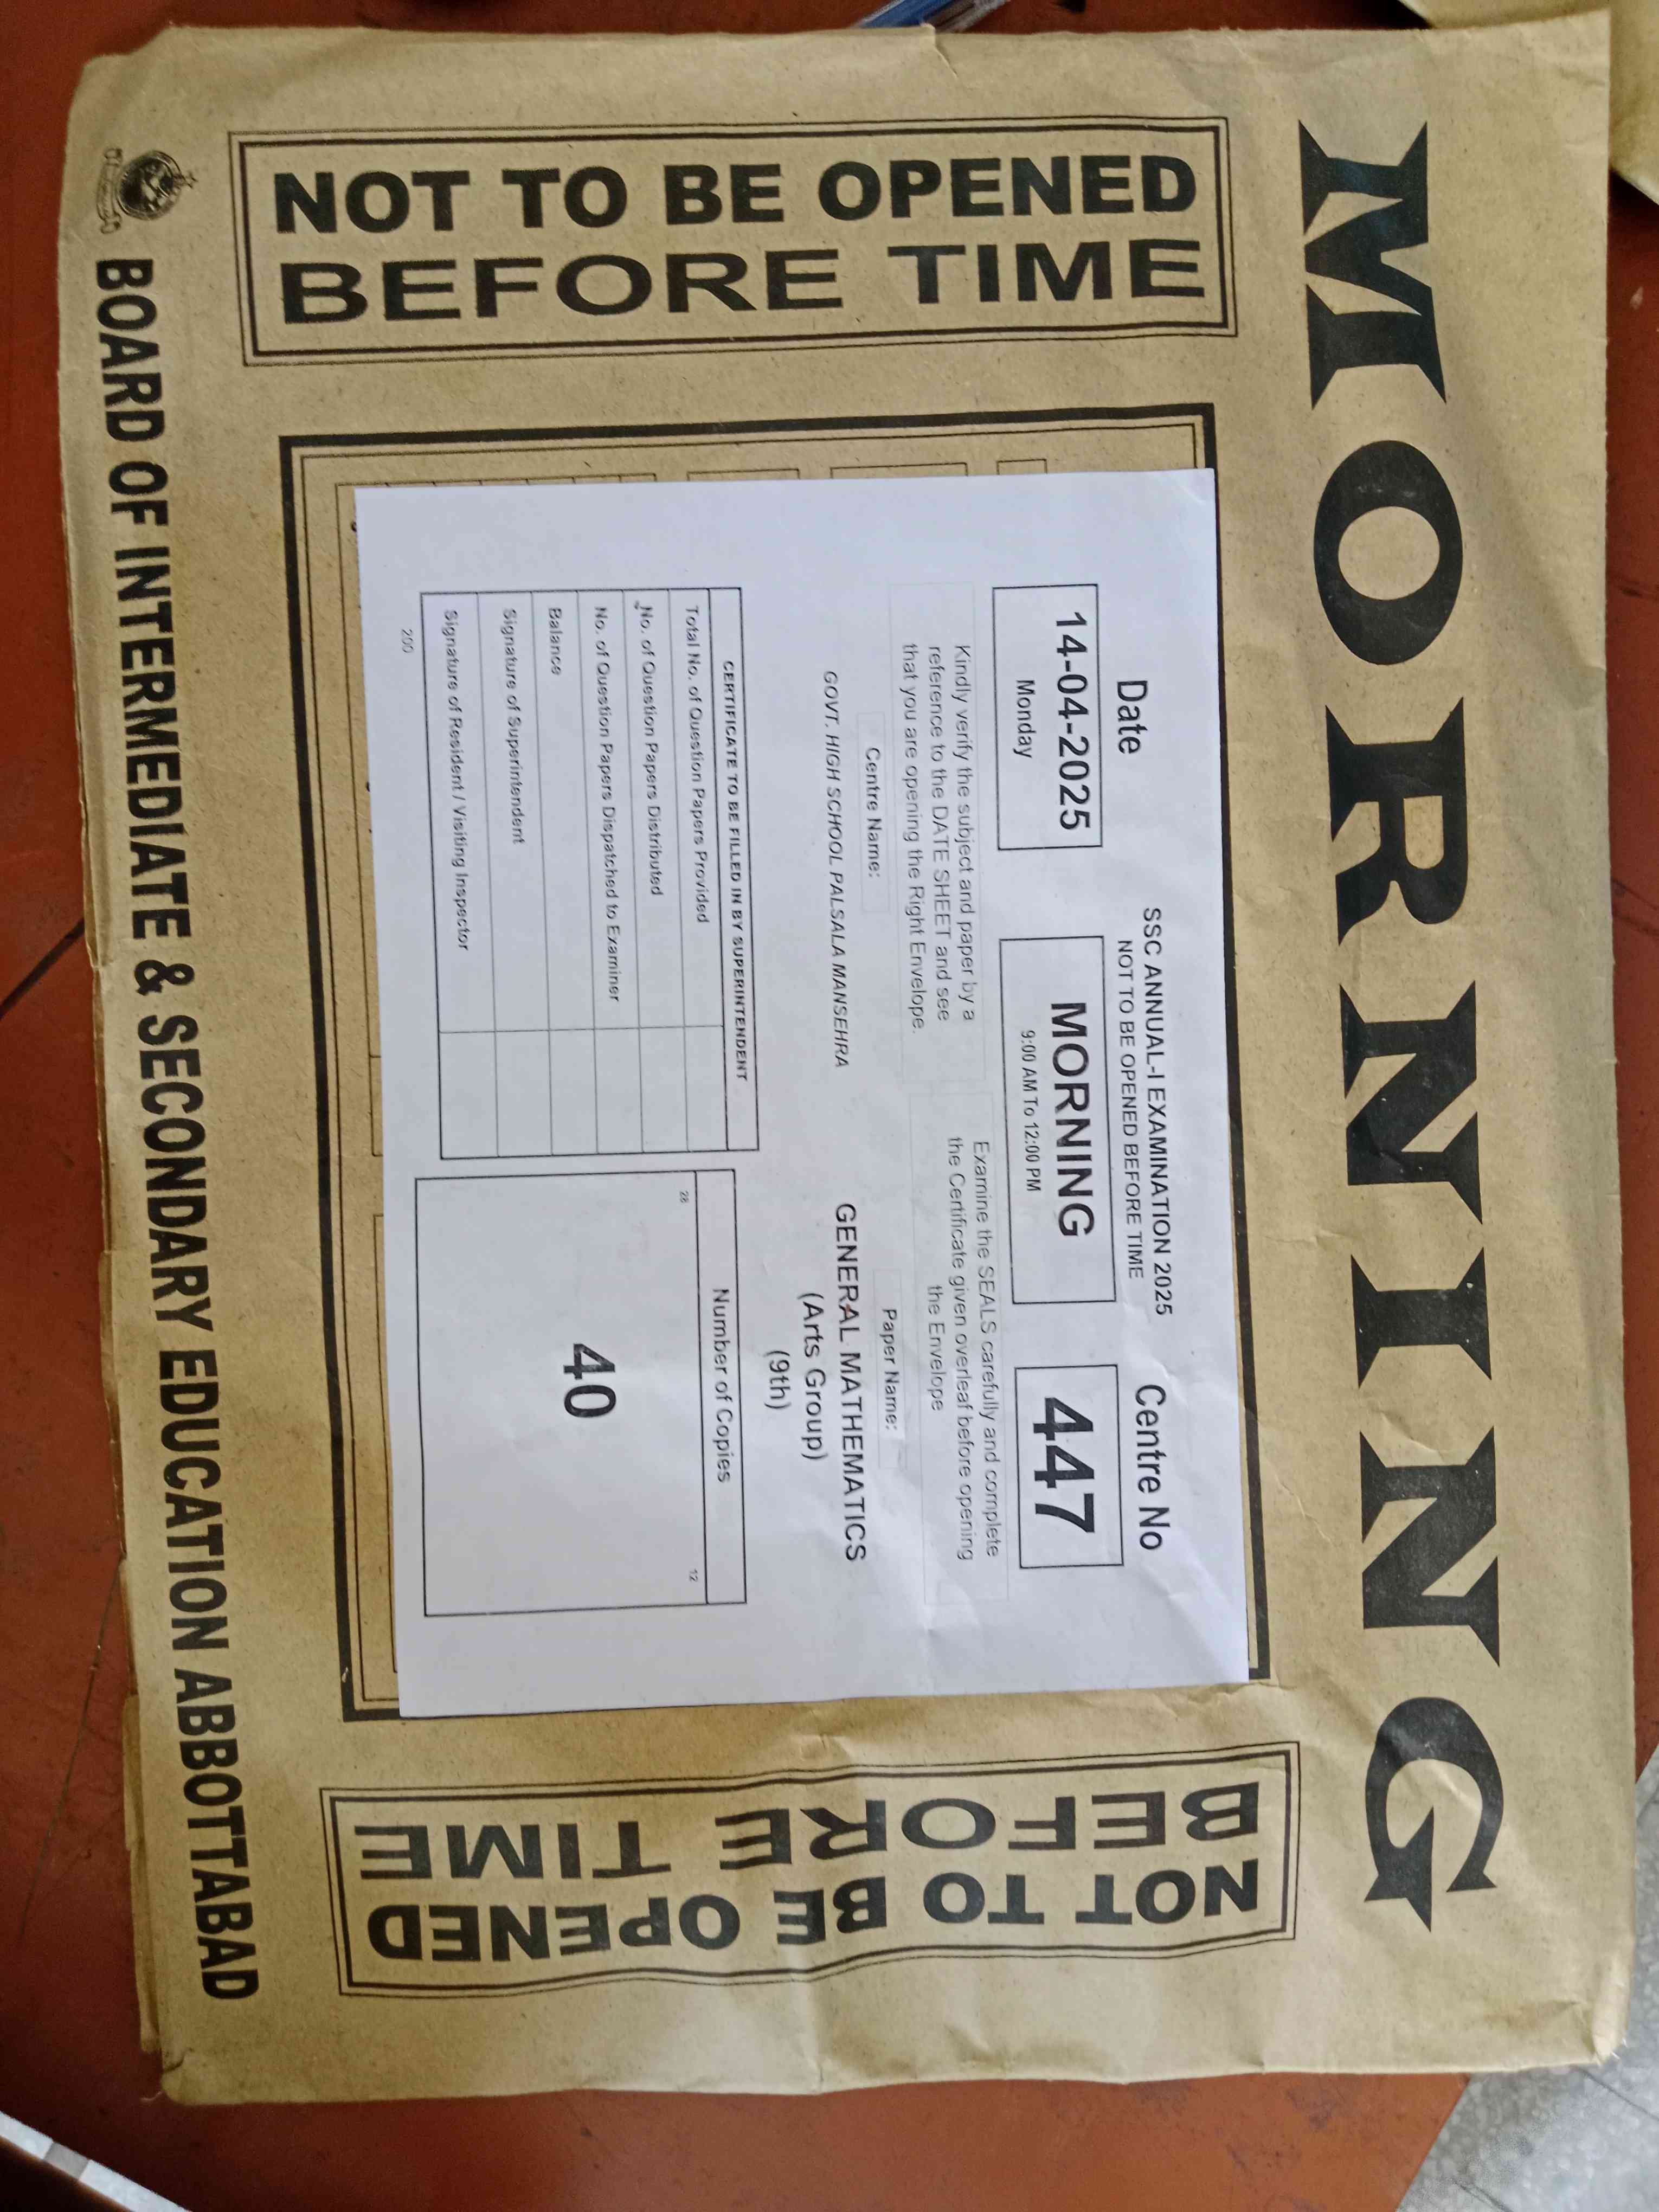 MORNING
NOT TO BE OPENED
BEFORE TIME
SSC ANNUAL-I EXAMINATION 2025
NOT TO BE OPENED BEFORE TIME
Date
14-04-2025
Monday
MORNING
9:00 AM To 12:00 PM
Centre No
447
Kindly verify the subject and paper by a
reference to the DATE SHEET and see
that you are opening the Right Envelope.
Examine the SEALS carefully and complete
the Certificate given overleaf before opening
the Envelope
Centre Name:
GOVT. HIGH SCHOOL PALSALA MANSEHRA
Paper Name:
GENERAL MATHEMATICS
(Arts Group)
(9th)
CERTIFICATE TO BE FILLED IN BY SUPERINTENDENT
Total No. of Question Papers Provided
No. of Question Papers Distributed
No. of Question Papers Dispatched to Examiner
Balance
Signature of Superintendent
Signature of Resident / Visiting Inspector
200
Number of Copies
28
12
40
NOT TO BE OPENED
BEFORE TIME
BOARD OF INTERMEDIATE & SECONDARY EDUCATION ABBOTTABAD